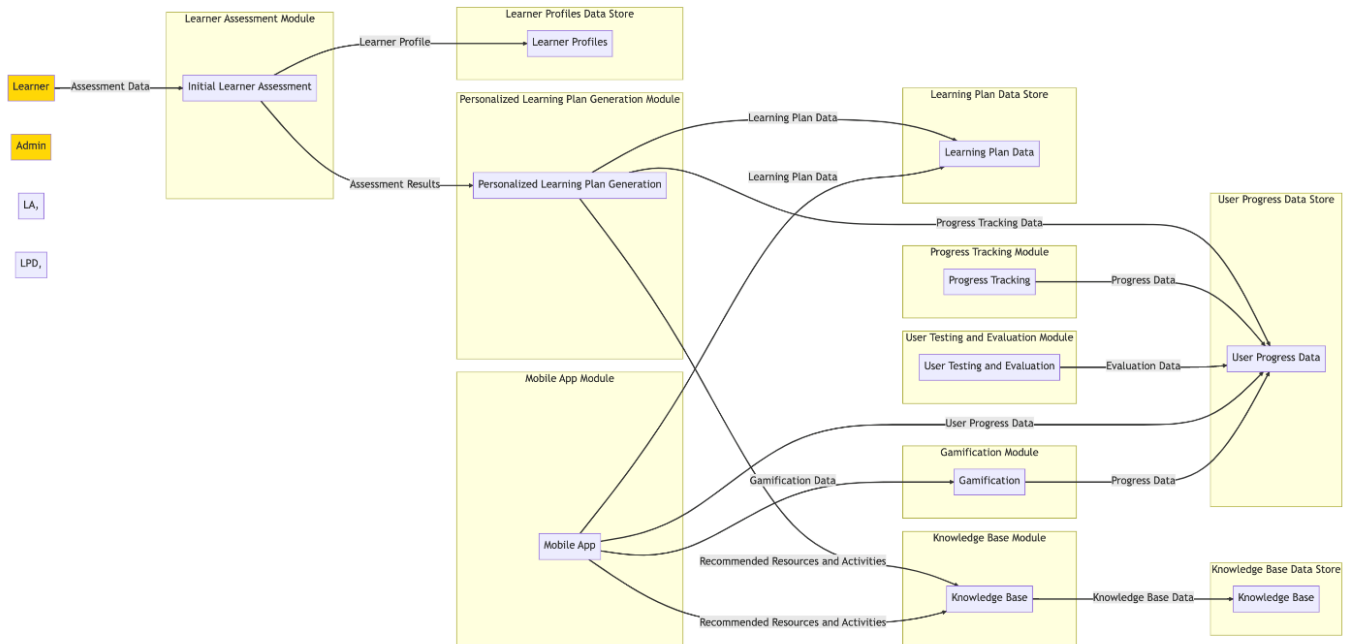 Learner Assessment Module
Learner Profiles Data Store
Learner Profile
Learner Profiles
Learner
Assessment Data
Initial Learner Assessment
Personalized Learning Plan Generation Module
Learning Plan Data Store
Learning Plan Data
Admin
Learning Plan Data
Assessment Results
Personalized Learning Plan Generation
Learning Plan Data
LA,
User Progress Data Store
Progress Tracking Data
Progress Tracking Module
LPD,
Progress Tracking
Progress Data
User Testing and Evaluation Module
User Progress Data
User Testing and Evaluation
Evaluation Data
Mobile App Module
User Progress Data
Gamification Module
Gamification Data
Gamification
Progress Data
Knowledge Base Module
Mobile App
Recommended Resources and Activities
Knowledge Base Data Store
Knowledge Base
Knowledge Base Data
Knowledge Base
Recommended Resources and Activities